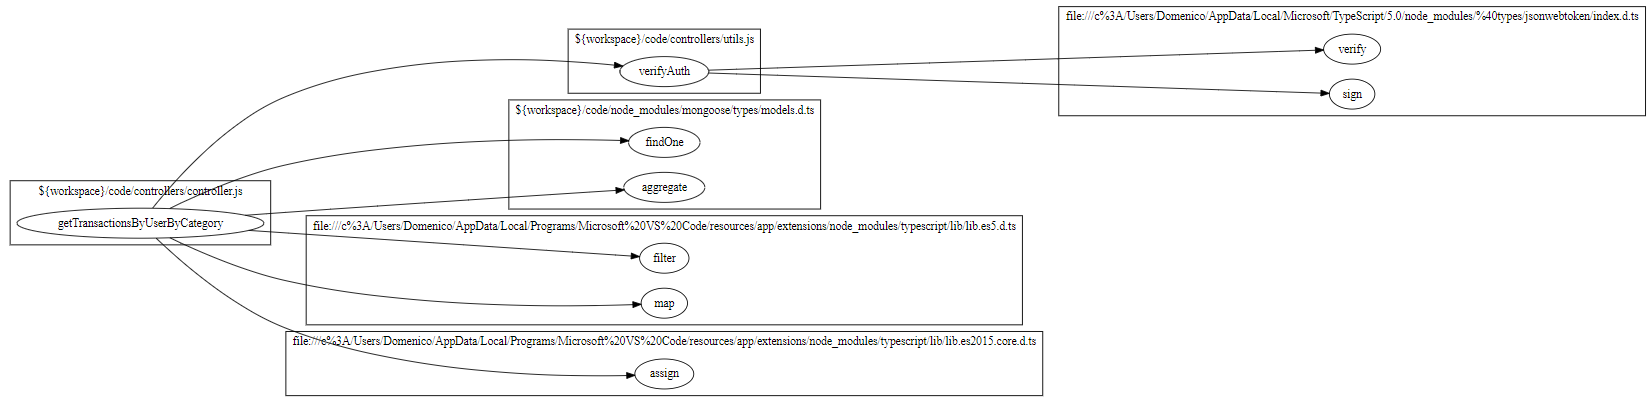 file:///c%3A/Users/Domenico/AppData/Local/Microsoft/TypeScript/5.0/node_modules/%40types/jsonwebtoken/index.d.ts
verify
sign
${workspace}/code/controllers/utils.js
verifyAuth
${workspace}/code/node_modules/mongoose/types/models.d.ts
findOne
aggregate
${workspace}/code/controllers/controller.js
getTransactionsByUserByCategory
file:///c%3A/Users/Domenico/AppData/Local/Programs/Microsoft%20VS%20Code/resources/app/extensions/node_modules/typescript/lib/lib.es5.d.ts
filter
map
file:///c%3A/Users/Domenico/AppData/Local/Programs/Microsoft%20VS%20Code/resources/app/extensions/node_modules/typescript/lib/lib.es2015.core.d.ts
assign